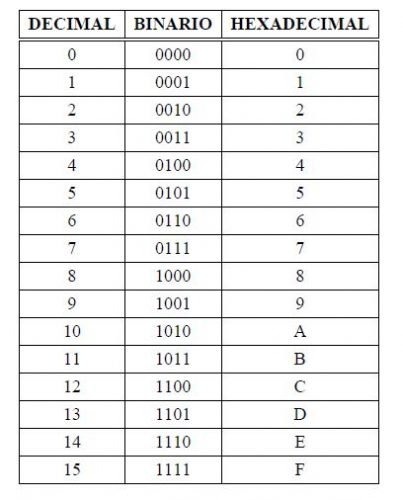 DECIMAL BINARIO HEXADECIMAL
0 0000 0
1 0001 1
2 0010 2
3 0011 3
4 0100 4
5 0101 5
6 0110 6
7 0111 7
8 1000 8
9 1001 9
10 1010 A
11 1011 B
12 1100 C
13 1101 D
14 1110 E
15 1111 F